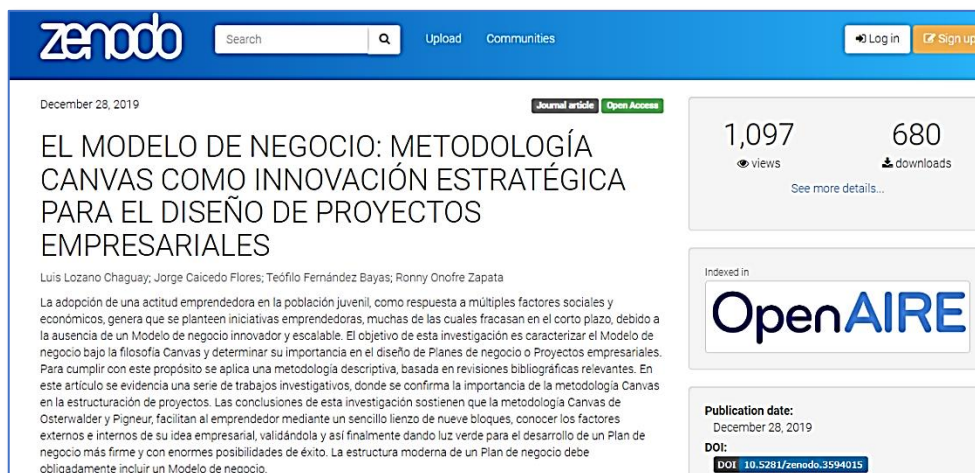 zenodo
Search
Upload
Communities
Log in
Sign up
December 28, 2019
Journal article
Open Access
EL MODELO DE NEGOCIO: METODOLOGÍA
CANVAS COMO INNOVACIÓN ESTRATÉGICA
PARA EL DISEÑO DE PROYECTOS
EMPRESARIALES
Luis Lozano Chaguay; Jorge Caicedo Flores; Teófilo Fernández Bayas; Ronny Onofre Zapata
La adopción de una actitud emprendedora en la población juvenil, como respuesta a múltiples factores sociales y
económicos, genera que se planteen iniciativas emprendedoras, muchas de las cuales fracasan en el corto plazo, debido a
la ausencia de un Modelo de negocio innovador y escalable. El objetivo de esta investigación es caracterizar el Modelo de
negocio bajo la filosofía Canvas y determinar su importancia en el diseño de Planes de negocio o Proyectos empresariales.
Para cumplir con este propósito se aplica una metodología descriptiva, basada en revisiones bibliográficas relevantes. En
este artículo se evidencia una serie de trabajos investigativos, donde se confirma la importancia de la metodología Canvas
en la estructuración de proyectos. Las conclusiones de esta investigación sostienen que la metodología Canvas de
Osterwalder y Pigneur, facilitan al emprendedor mediante un sencillo lienzo de nueve bloques, conocer los factores
externos e internos de su idea empresarial, validándola y así finalmente dando luz verde para el desarrollo de un Plan de
negocio más firme y con enormes posibilidades de éxito. La estructura moderna de un Plan de negocio debe
obligadamente incluir un Modelo de negocio.
1,097
views
680
downloads
See more details...
Indexed in
OpenAIRE
Publication date:
December 28, 2019
DOI:
DOI 10.5281/zenodo.3594015